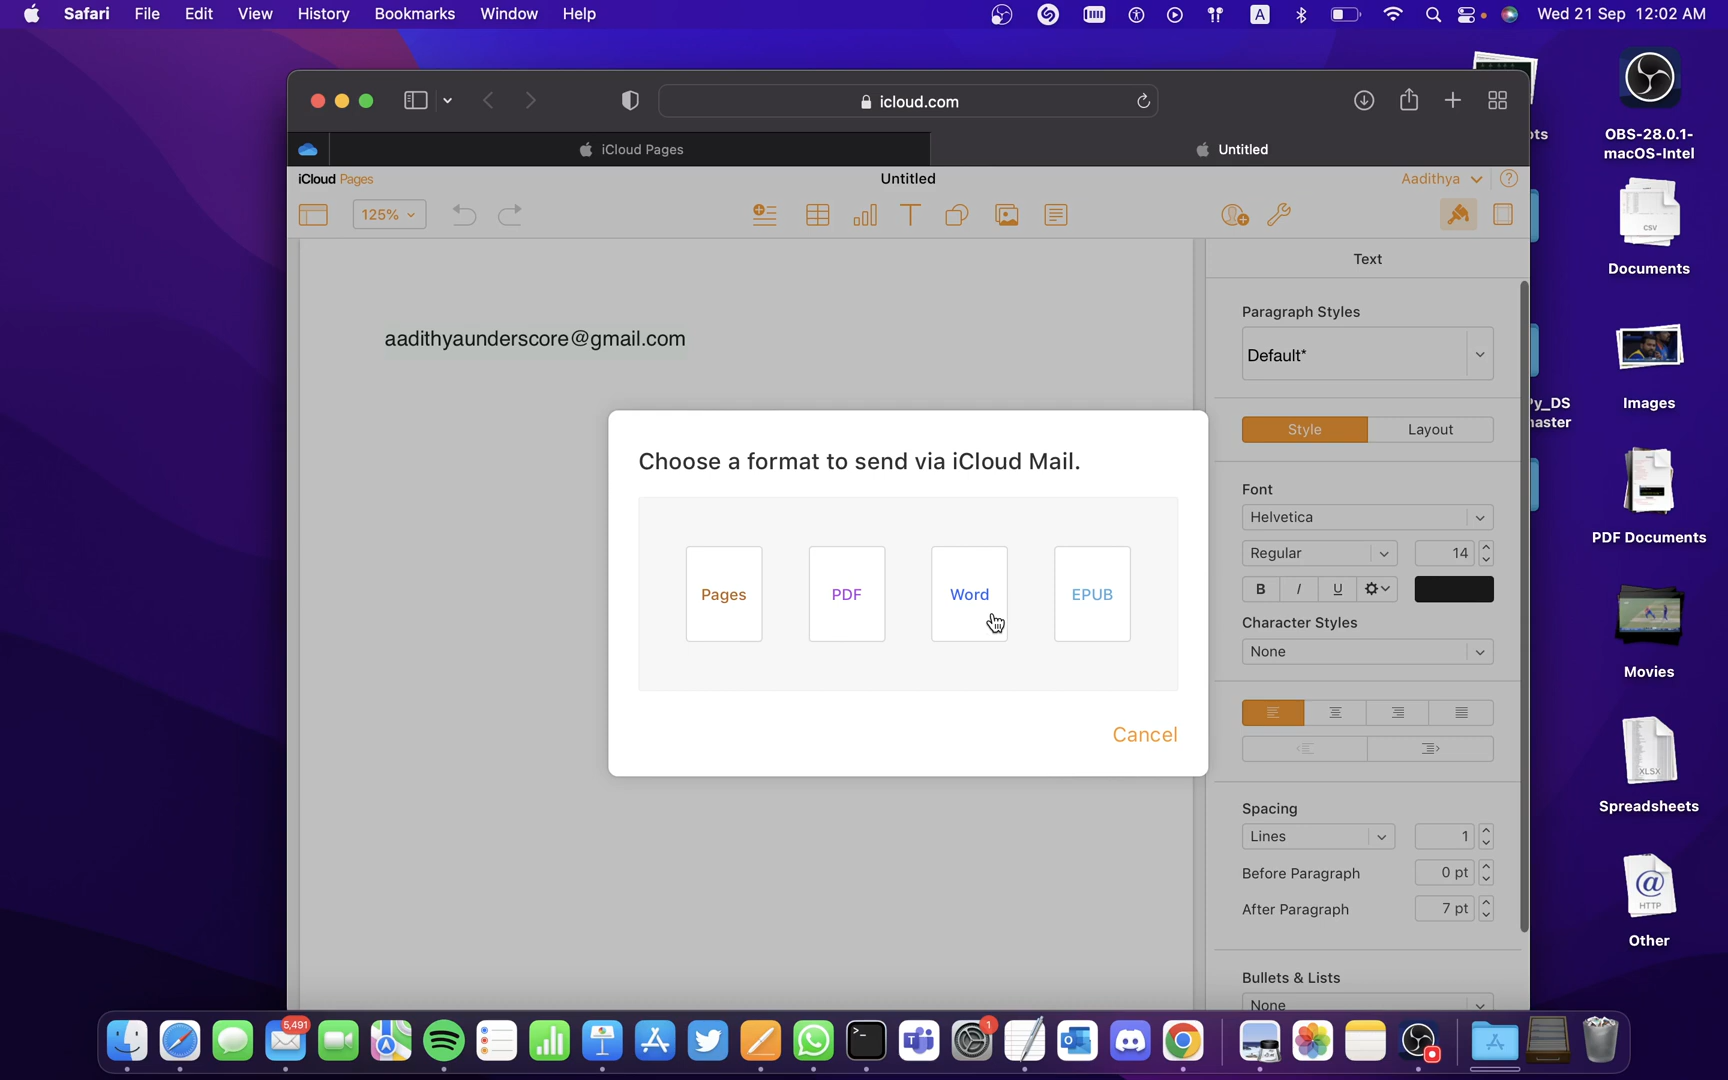 Safari File Edit View History Bookmarks Window Help A Wed 21 Sep 12:02 AM
icloud.com
iCloud Pages Untitled
iCloud Pages Untitled Aadithya ?
125%
aadithyaunderscore@gmail.com
Choose a format to send via iCloud Mail.
Pages PDF Word EPUB
Cancel
Text
Paragraph Styles
Default*
Style Layout
Font
Helvetica
Regular 14
B I U
Character Styles
None
Spacing
Lines 1
Before Paragraph 0 pt
After Paragraph 7 pt
Bullets & Lists
None
OBS-28.0.1-
macOS-Intel
CSV
Documents
Images
PDF Documents
Movies
XLSX
Spreadsheets
@
HTTP
Other
5,491
1